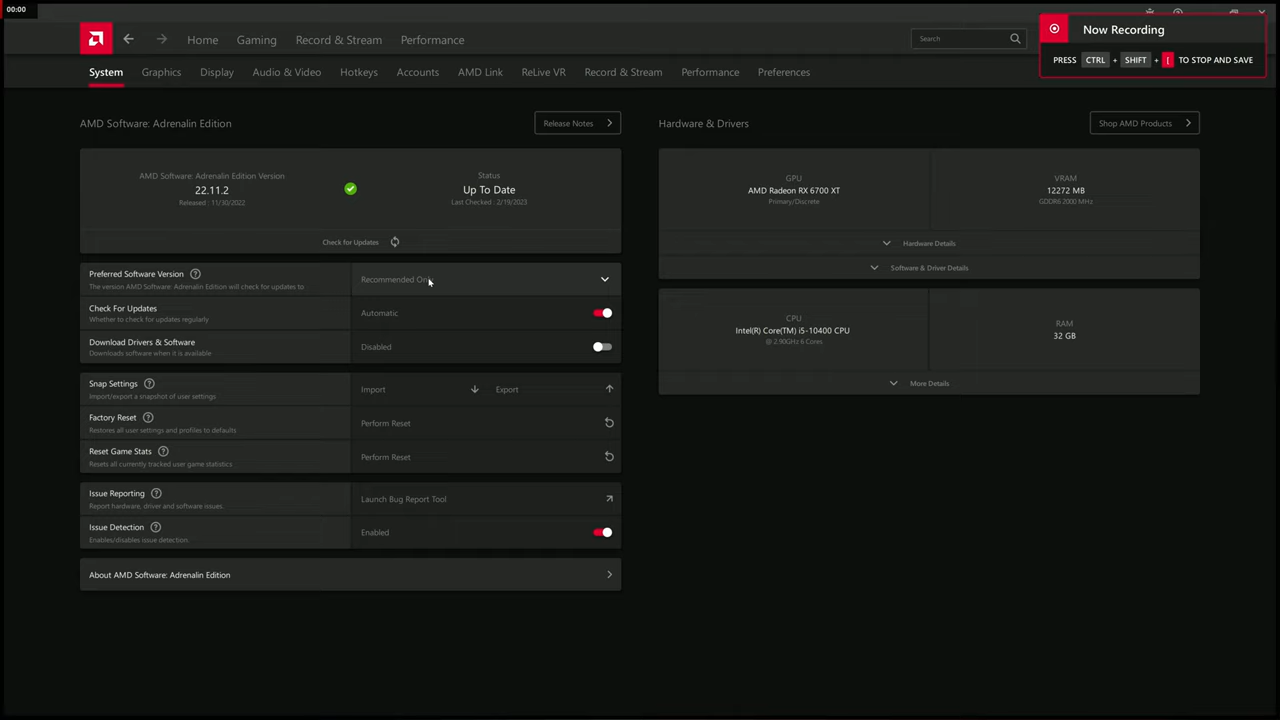 00:00
Home
Gaming
Record & Stream
Performance
Search
Now Recording
PRESS CTRL + SHIFT + [ TO STOP AND SAVE
System
Graphics
Display
Audio & Video
Hotkeys
Accounts
AMD Link
ReLive VR
Record & Stream
Performance
Preferences
AMD Software: Adrenalin Edition
Release Notes
AMD Software: Adrenalin Edition Version
22.11.2
Released : 11/30/2022
Status
Up To Date
Last Checked : 2/19/2023
Check for Updates
Preferred Software Version
The version AMD Software: Adrenalin Edition will check for updates to
Recommended Only
Check For Updates
Whether to check for updates regularly
Automatic
Download Drivers & Software
Downloads software when it is available
Disabled
Snap Settings
Import/export a snapshot of user settings
Import
Export
Factory Reset
Restores all user settings and profiles to defaults
Perform Reset
Reset Game Stats
Resets all currently tracked user game statistics
Perform Reset
Issue Reporting
Report hardware, driver and software issues.
Launch Bug Report Tool
Issue Detection
Enables/disables issue detection.
Enabled
About AMD Software: Adrenalin Edition
Hardware & Drivers
Shop AMD Products
GPU
AMD Radeon RX 6700 XT
Primary/Discrete
VRAM
12272 MB
GDDR6 2000 MHz
Hardware Details
Software & Driver Details
CPU
Intel(R) Core(TM) i5-10400 CPU
@ 2.90GHz 6 Cores
RAM
32 GB
More Details